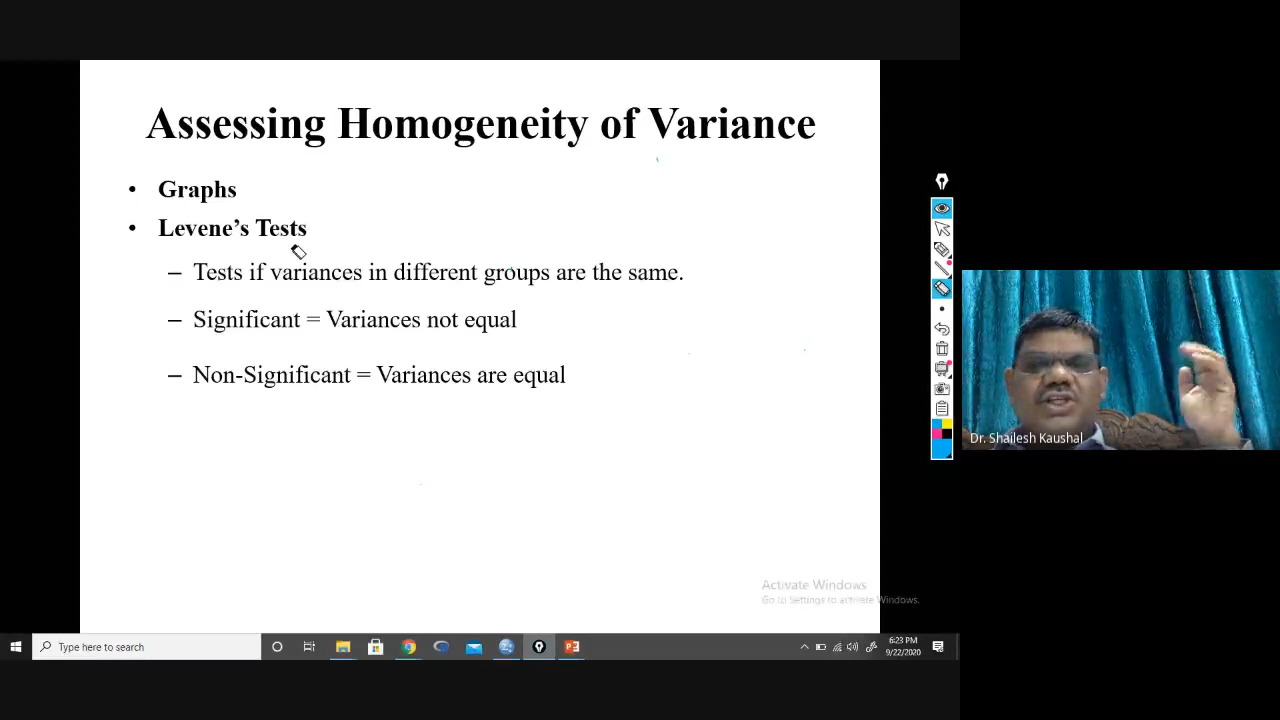 Assessing Homogeneity of Variance
• Graphs
• Levene's Tests
– Tests if variances in different groups are the same.
– Significant = Variances not equal
– Non-Significant = Variances are equal
Dr. Shailesh Kaushal
Activate Windows
Go to Settings to activate Windows.
Type here to search
6:23 PM
9/22/2020